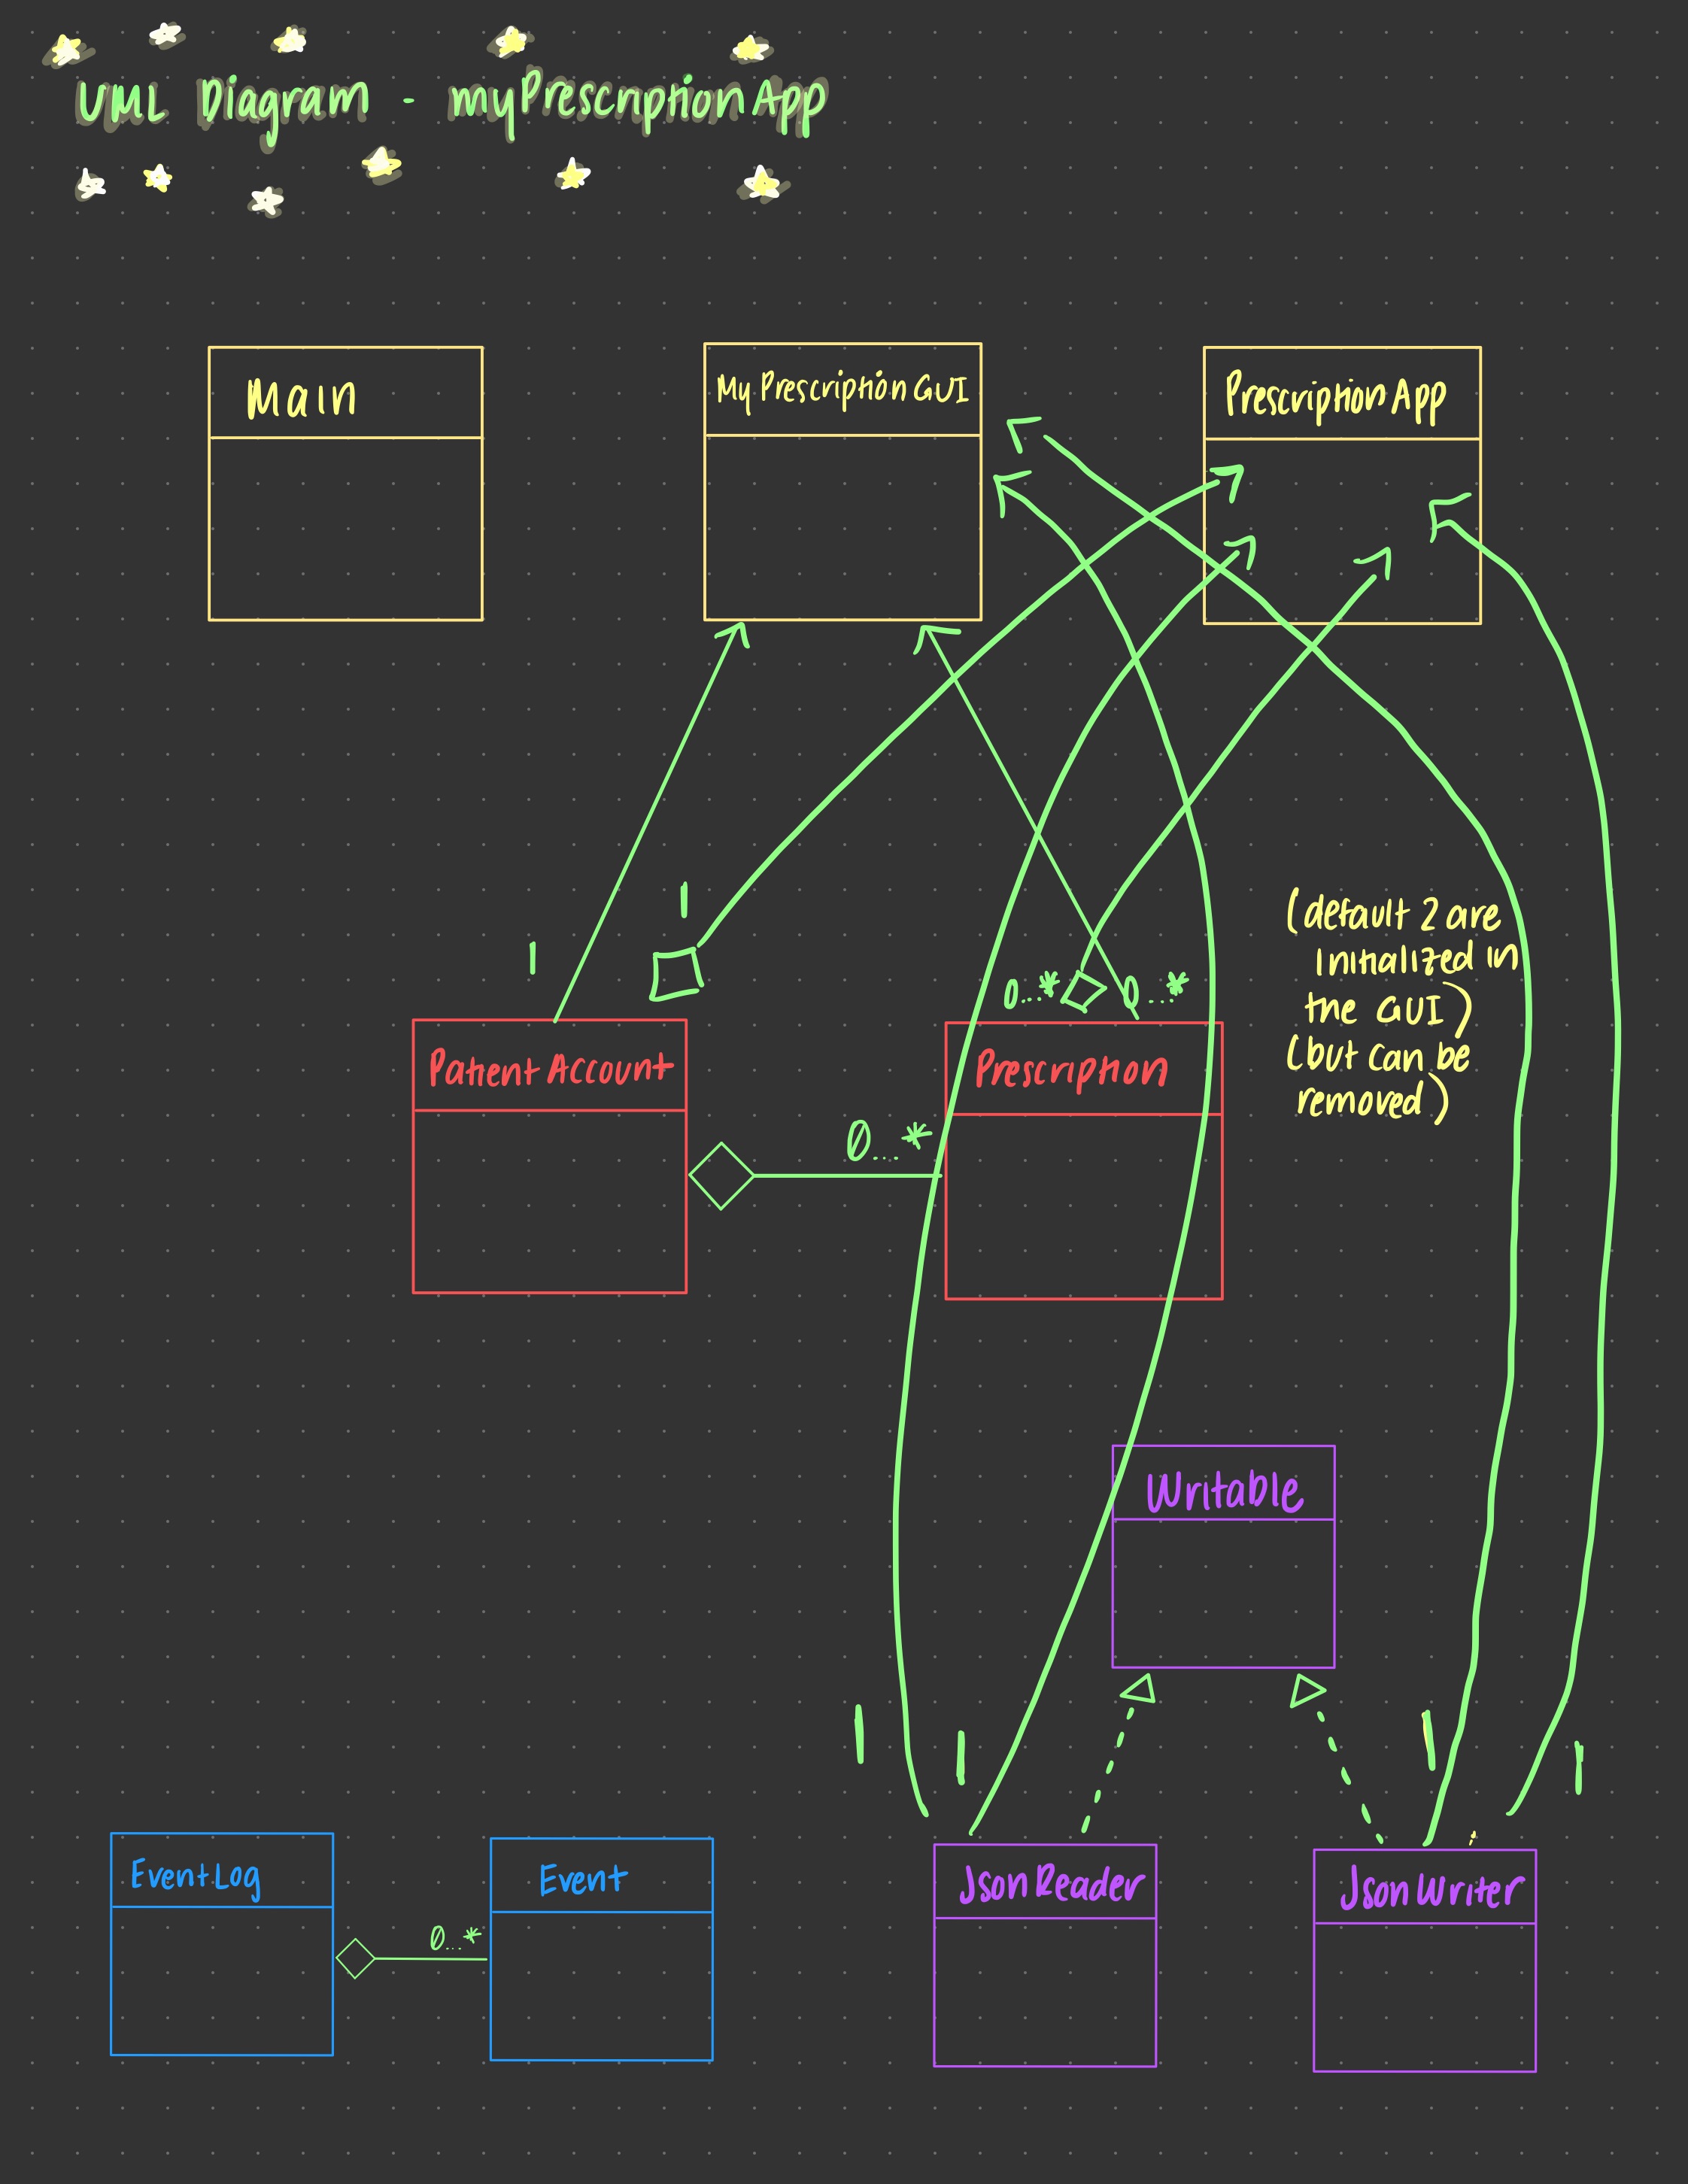 UML Diagram - myPrescriptionApp
Main
MyPrescriptionGUI
PrescriptionApp
1
1
0...*
0...*
(default 2 are
initialized in
the GUI)
(but can be
removed)
Patient Account
Prescription
0...*
Writable
1
1
1
1
EventLog
Event
JsonReader
JsonWriter
0...*